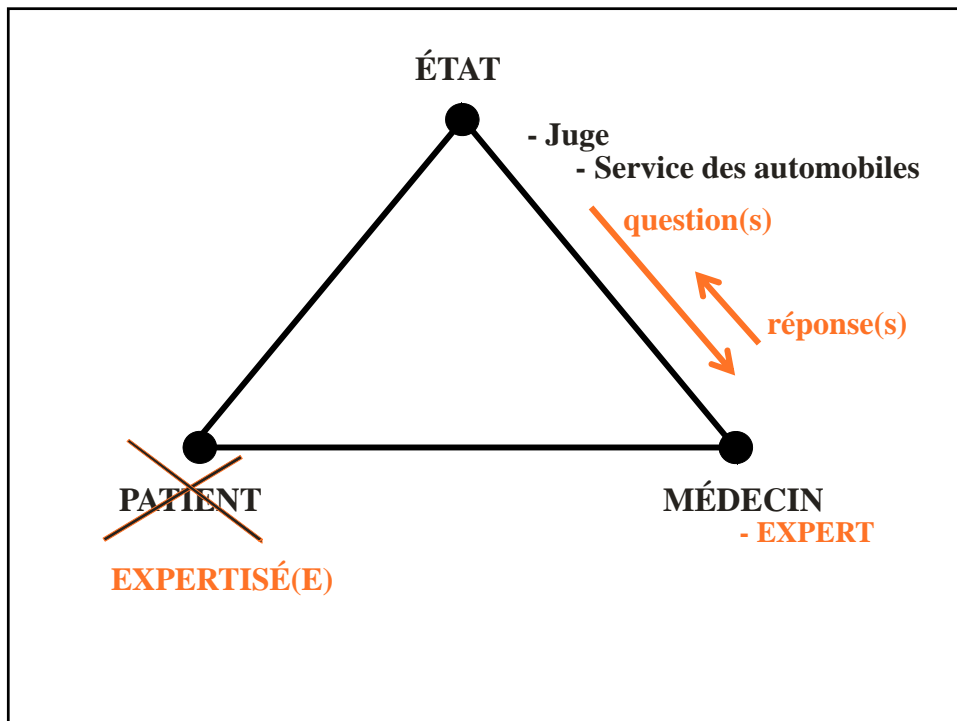 ÉTAT
- Juge
- Service des automobiles
question(s)
réponse(s)
PATIENT
MÉDECIN
- EXPERT
EXPERTISÉ(E)